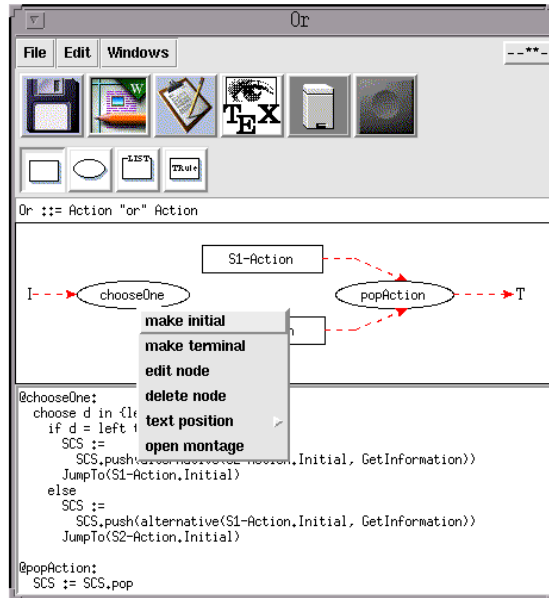 Or
File Edit Windows
--**-
W
TEX
LIST
TRule
Or ::= Action "or" Action
S1-Action
I
chooseOne
popAction
T
make initial
make terminal
edit node
delete node
text position
open montage
@chooseOne:
choose d in {le
if d = left t
SCS :=
SCS.push(alternative(S2-Action.Initial, GetInformation))
JumpTo(S1-Action.Initial)
else
SCS :=
SCS.push(alternative(S1-Action.Initial, GetInformation))
JumpTo(S2-Action.Initial)
@popAction:
SCS := SCS.pop